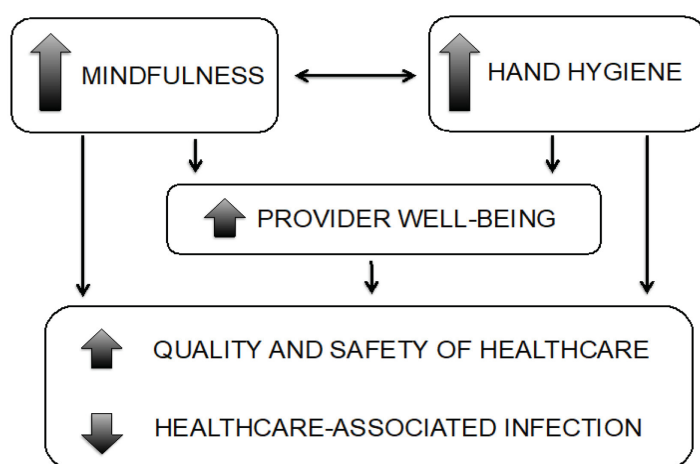 MINDFULNESS
HAND HYGIENE
PROVIDER WELL-BEING
QUALITY AND SAFETY OF HEALTHCARE
HEALTHCARE-ASSOCIATED INFECTION